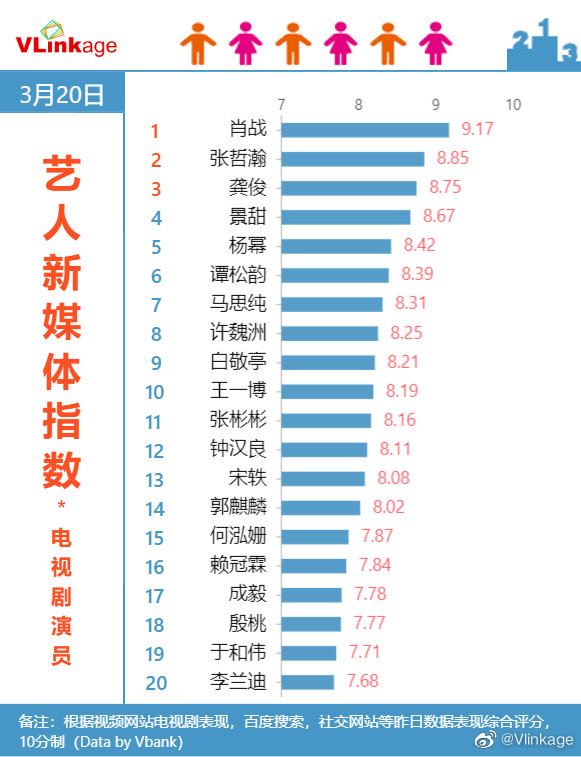 VLinkage
2 1 3
3月20日
艺人新媒体指数
*电视剧演员
7 8 9 10
1 肖战 9.17
2 张哲瀚 8.85
3 龚俊 8.75
4 景甜 8.67
5 杨幂 8.42
6 谭松韵 8.39
7 马思纯 8.31
8 许魏洲 8.25
9 白敬亭 8.21
10 王一博 8.19
11 张彬彬 8.16
12 钟汉良 8.11
13 宋轶 8.08
14 郭麒麟 8.02
15 何泓姗 7.87
16 赖冠霖 7.84
17 成毅 7.78
18 殷桃 7.77
19 于和伟 7.71
20 李兰迪 7.68
备注：根据视频网站电视剧表现，百度搜索，社交网站等昨日数据表现综合评分，
10分制（Data by Vbank）
@Vlinkage